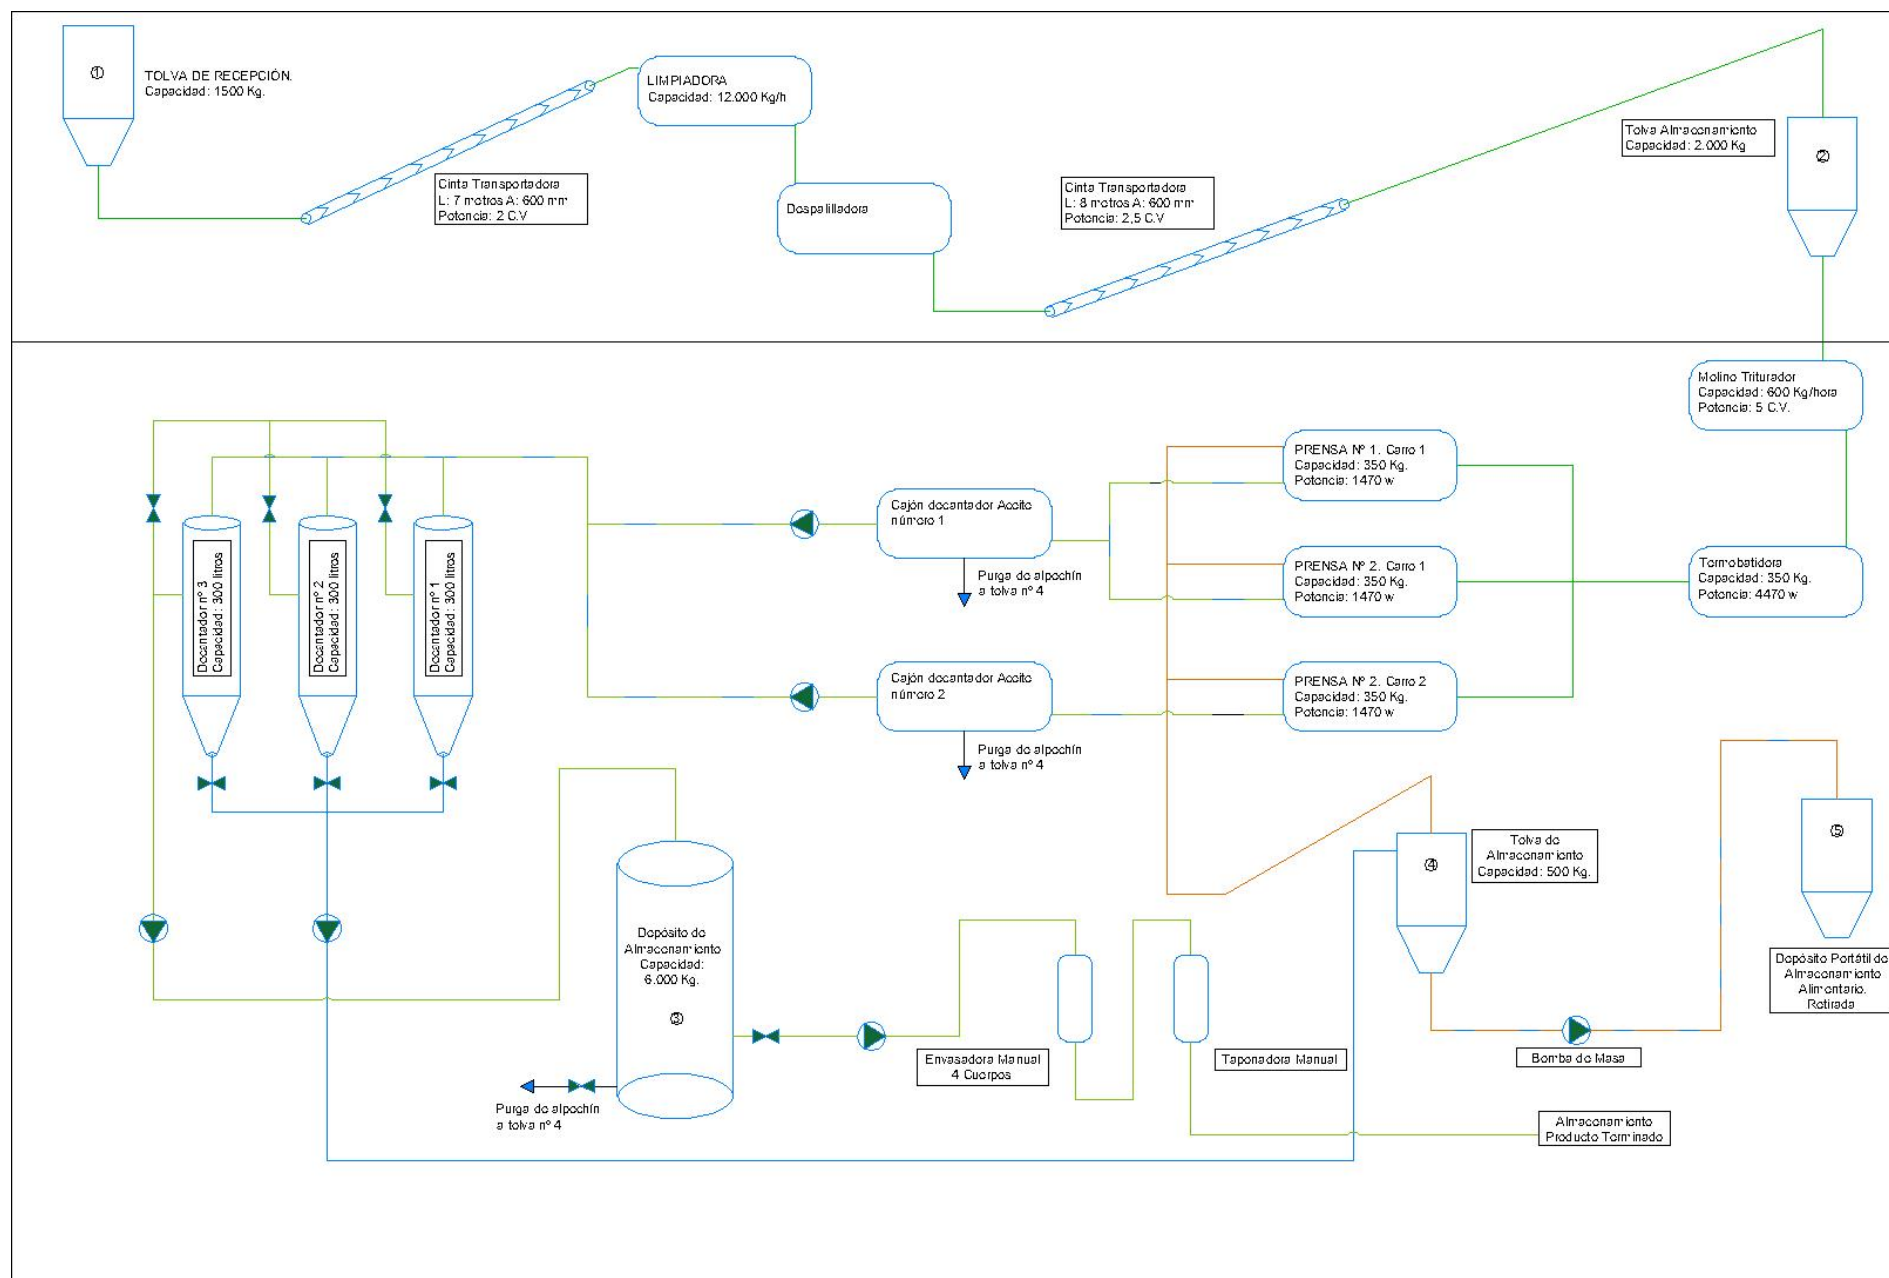 ①
TOLVA DE RECEPCIÓN.
Capacidad: 1500 Kg.
LIMPIADORA
Capacidad: 12.000 Kg/h
Cinta Transportadora
L: 7 metros A: 600 mm
Potencia: 2 C.V
Despalilladora
Cinta Transportadora
L: 8 metros A: 600 mm
Potencia: 2,5 C.V
Tolva Almacenamiento
Capacidad: 2.000 Kg
②
Molino Triturador
Capacidad: 600 Kg/hora
Potencia: 5 C.V.
PRENSA Nº 1. Carro 1
Capacidad: 350 Kg.
Potencia: 1470 w
Cajón decantador Aceite
número 1
Purga de alpechín
a tolva nº 4
PRENSA Nº 2. Carro 1
Capacidad: 350 Kg.
Potencia: 1470 w
Termobatidora
Capacidad: 350 Kg.
Potencia: 4470 w
Decantador nº 3
Capacidad: 300 litros
Decantador nº 2
Capacidad: 300 litros
Decantador nº 1
Capacidad: 300 litros
Cajón decantador Aceite
número 2
Purga de alpechín
a tolva nº 4
PRENSA Nº 2. Carro 2
Capacidad: 350 Kg.
Potencia: 1470 w
④
Tolva de
Almacenamiento
Capacidad: 500 Kg.
⑤
Depósito Portátil de
Almacenamiento
Alimentario.
Retirada
Depósito de
Almacenamiento
Capacidad:
6.000 Kg.
③
Envasadora Manual
4 Cuerpos
Taponadora Manual
Bomba de Masa
Purga de alpechín
a tolva nº 4
Almacenamiento
Producto Terminado